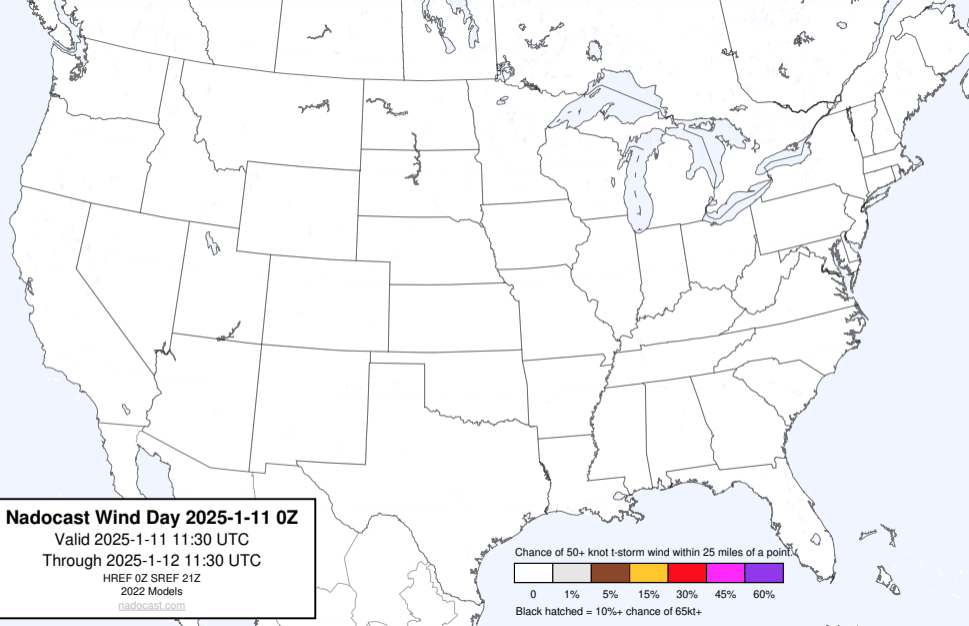 Nadocast Wind Day 2025-1-11 0Z
Valid 2025-1-11 11:30 UTC
Through 2025-1-12 11:30 UTC
HREF 0Z SREF 21Z
2022 Models
nadocast.com
Chance of 50+ knot t-storm wind within 25 miles of a point.
0 1% 5% 15% 30% 45% 60%
Black hatched = 10%+ chance of 65kt+